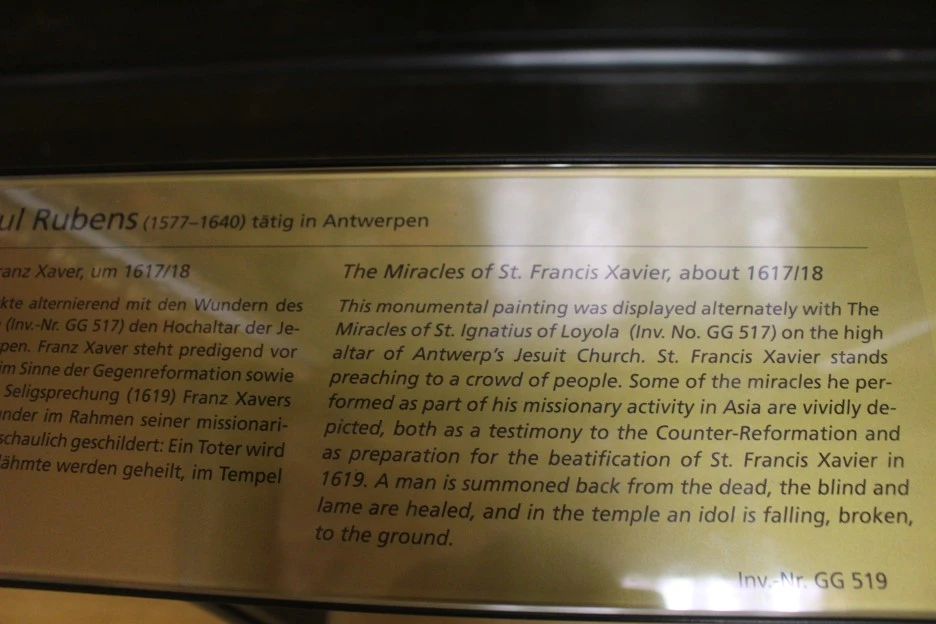 ul Rubens (1577–1640) tätig in Antwerpen
ranz Xaver, um 1617/18
kte alternierend mit den Wundern des
(Inv.-Nr. GG 517) den Hochaltar der Je-
pen. Franz Xaver steht predigend vor
im Sinne der Gegenreformation sowie
Seligsprechung (1619) Franz Xavers
under im Rahmen seiner missionari-
schaulich geschildert: Ein Toter wird
lähmte werden geheilt, im Tempel
The Miracles of St. Francis Xavier, about 1617/18
This monumental painting was displayed alternately with The
Miracles of St. Ignatius of Loyola (Inv. No. GG 517) on the high
altar of Antwerp's Jesuit Church. St. Francis Xavier stands
preaching to a crowd of people. Some of the miracles he per-
formed as part of his missionary activity in Asia are vividly de-
picted, both as a testimony to the Counter-Reformation and
as preparation for the beatification of St. Francis Xavier in
1619. A man is summoned back from the dead, the blind and
lame are healed, and in the temple an idol is falling, broken,
to the ground.
Inv.-Nr. GG 519